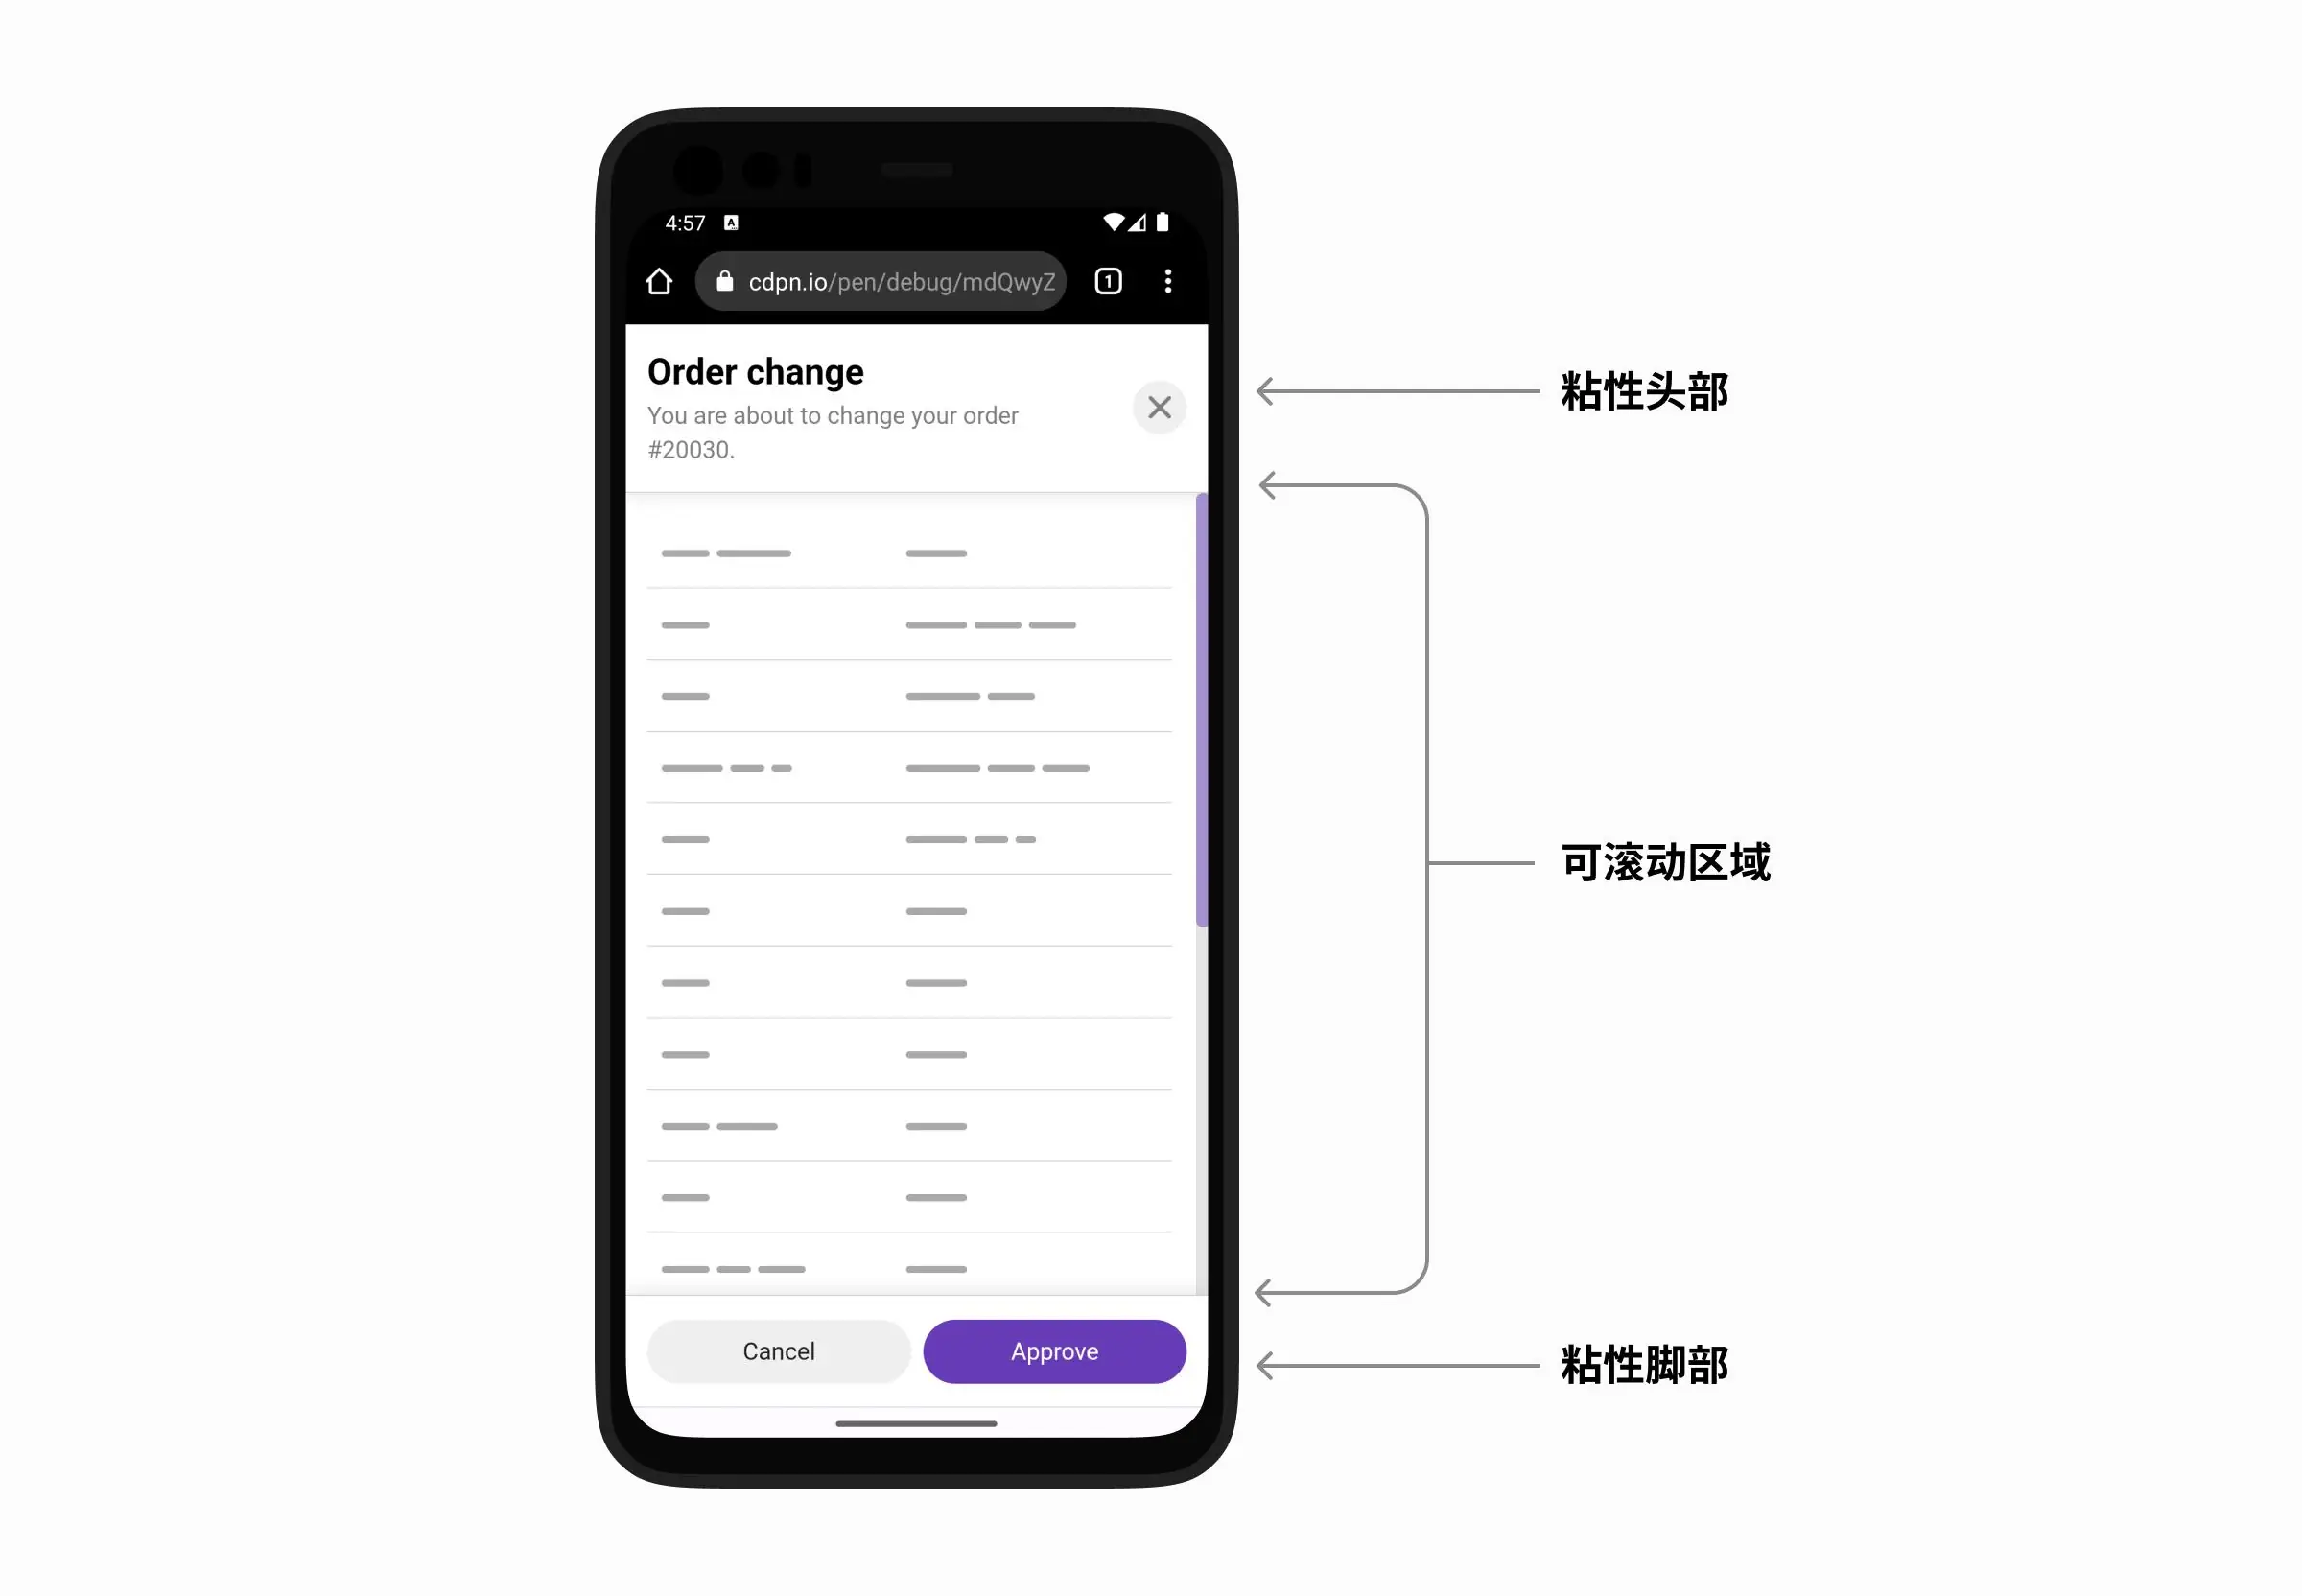 4:57
cdpn.io/pen/debug/mdQwyZ
1
Order change
You are about to change your order
#20030.
粘性头部
可滚动区域
Cancel
Approve
粘性脚部